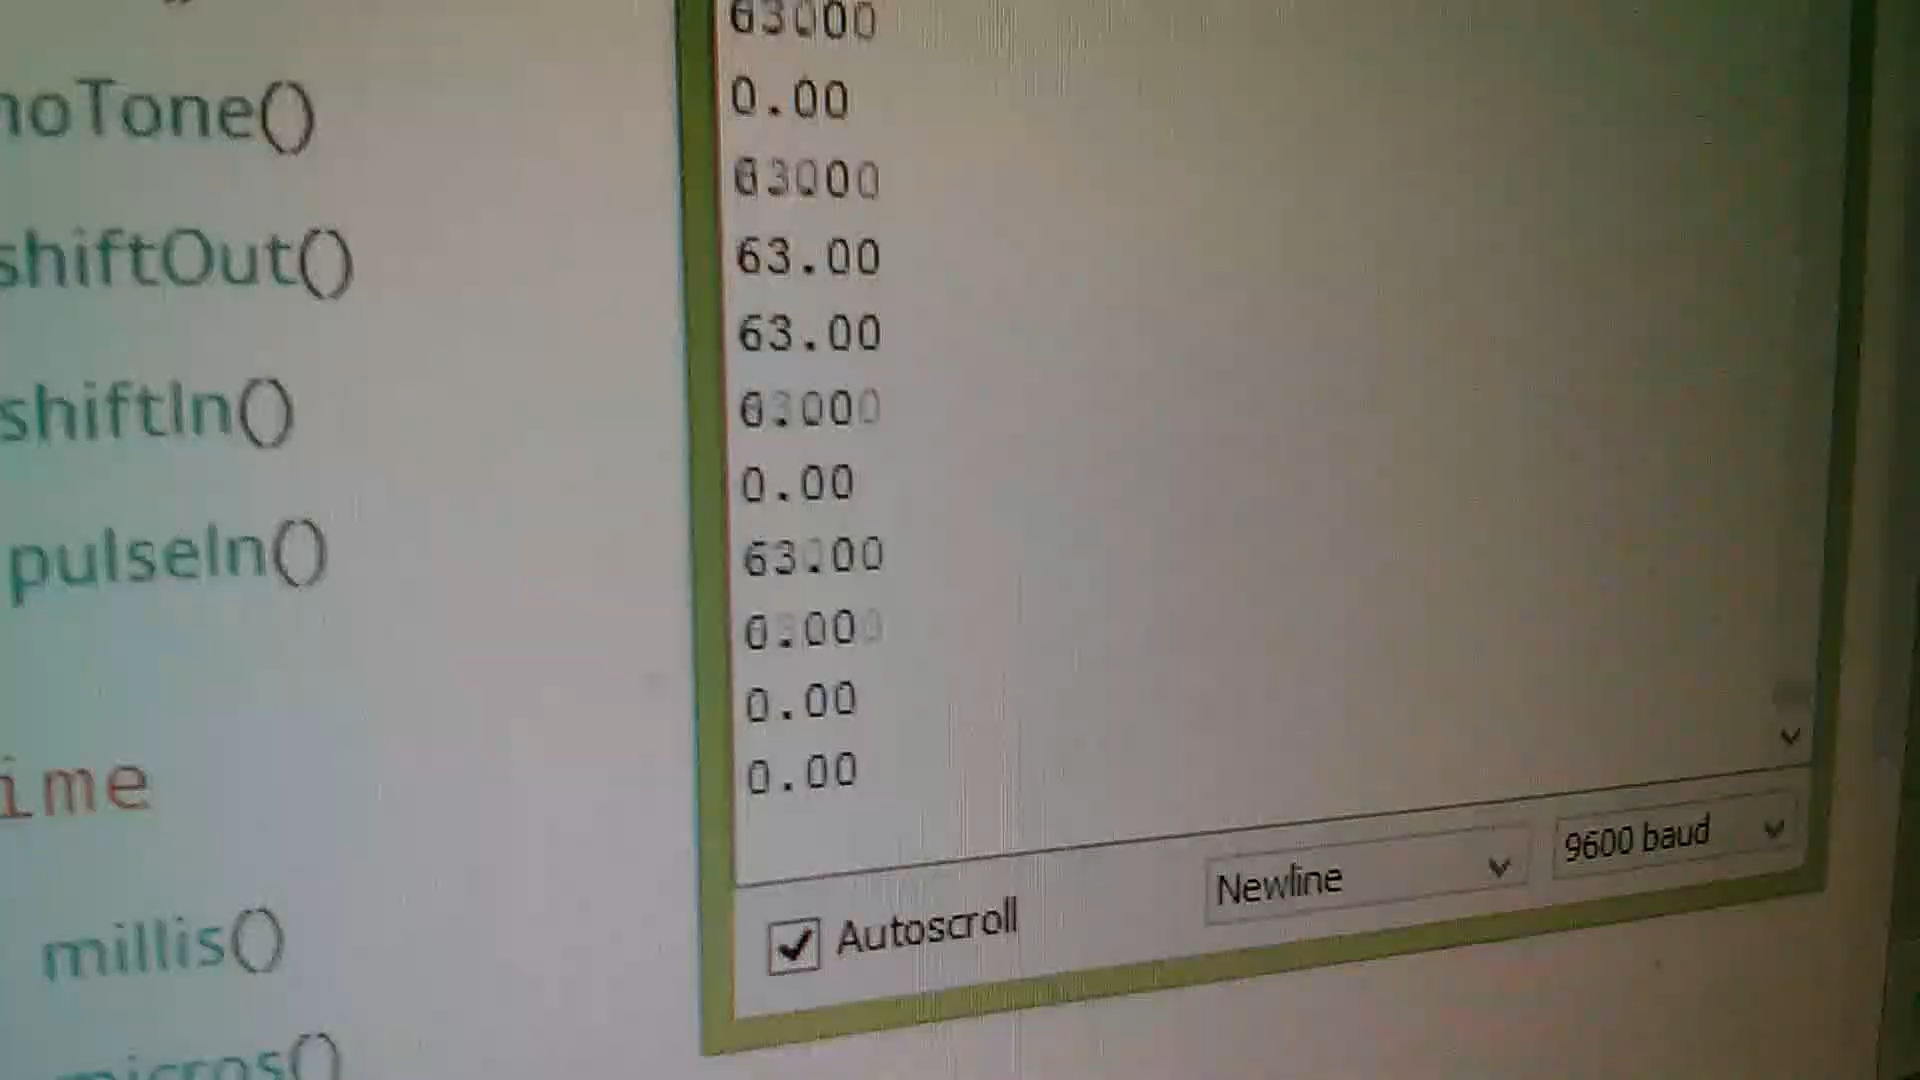 noTone()
shiftOut()
shiftIn()
pulseIn()
ime
millis()
micros()
0.00
63.00
63.00
0.00
0.00
0.00
Autoscroll
Newline
9600 baud